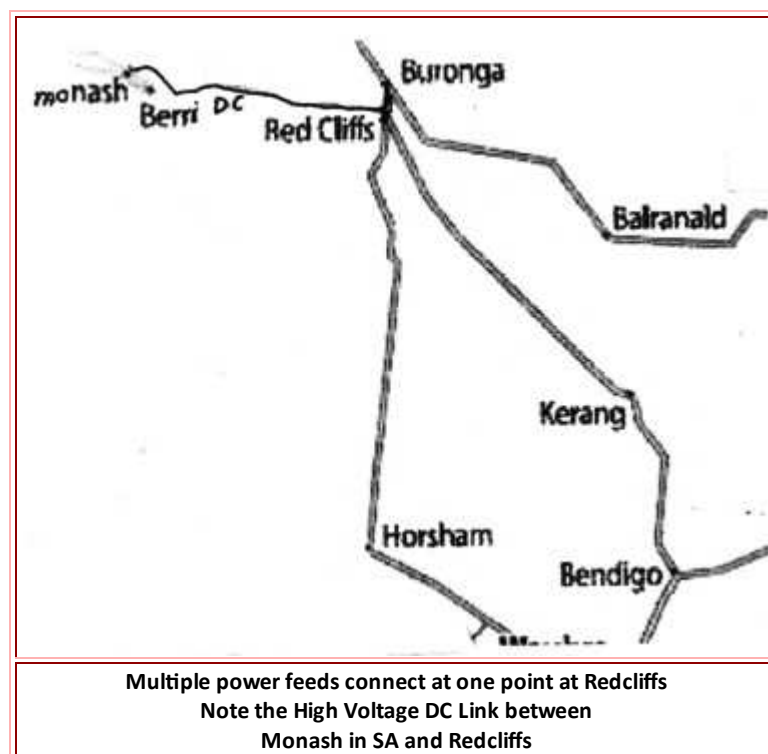 Buronga
monash
Berri DC
Red Cliffs
Balranald
Kerang
Horsham
Bendigo
Multiple power feeds connect at one point at Redcliffs
Note the High Voltage DC Link between
Monash in SA and Redcliffs